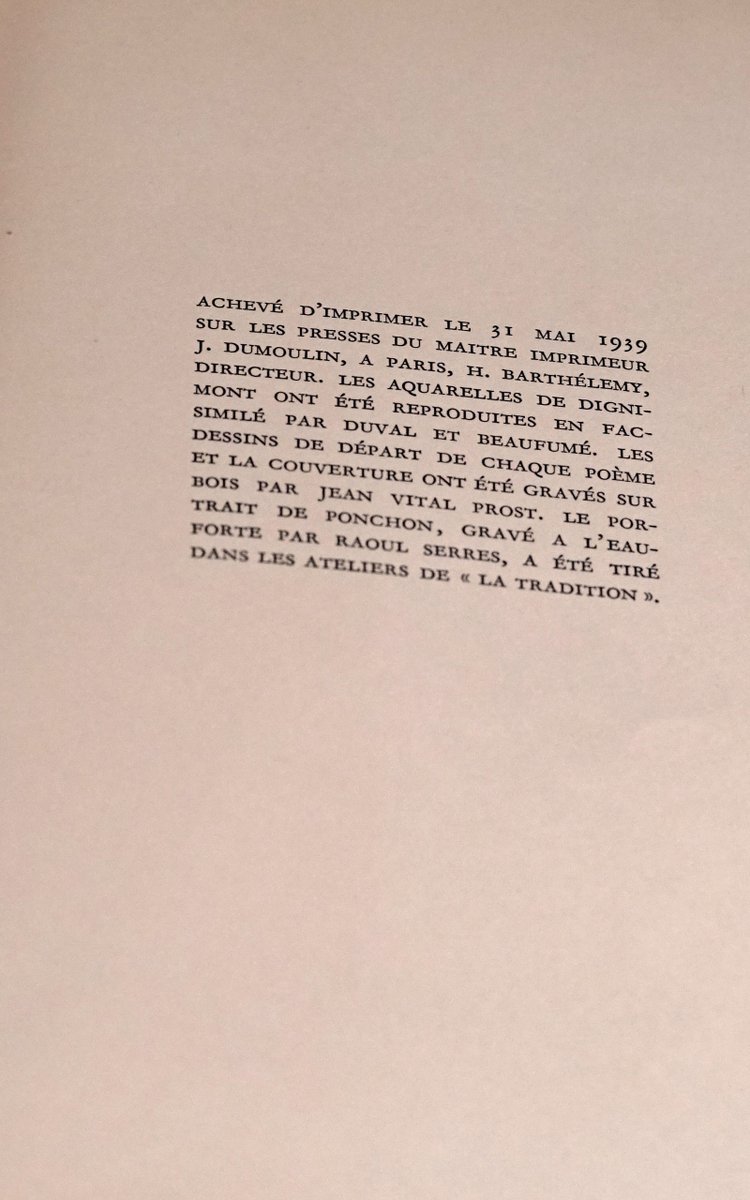 ACHEVÉ D'IMPRIMER LE 31 MAI 1939
SUR LES PRESSES DU MAITRE IMPRIMEUR
J. DUMOULIN, A PARIS, H. BARTHÉLEMY,
DIRECTEUR. LES AQUARELLES DE DIGNI-
MONT ONT ÉTÉ REPRODUITES EN FAC-
SIMILÉ PAR DUVAL ET BEAUFUMÉ. LES
DESSINS DE DÉPART DE CHAQUE POÈME
ET LA COUVERTURE ONT ÉTÉ GRAVÉS SUR
BOIS PAR JEAN VITAL PROST. LE POR-
TRAIT DE PONCHON, GRAVÉ A L'EAU-
FORTE PAR RAOUL SERRES, A ÉTÉ TIRÉ
DANS LES ATELIERS DE « LA TRADITION ».